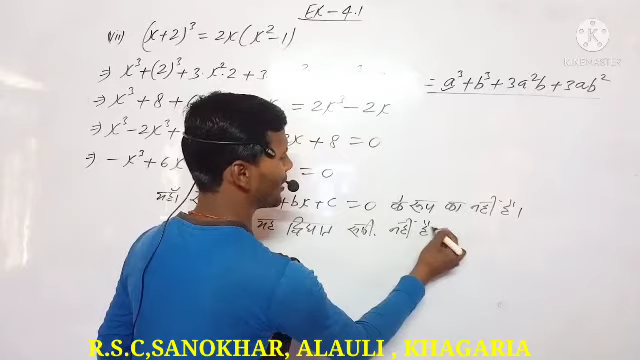 Ex-4.1
viii) (x+2)³ = 2x(x²-1)
= a³+b³+3a²b+3ab²
⇒ x³+(2)³+3·x²·2+3
⇒ x³+8+ = 2x³-2x
⇒ x³-2x³+ x+8=0
⇒ -x³+6x =0
यहाँ +bx+c=0 के रूप का नहीं है।
यह द्विघात नहीं है
R.S.C,SANOKHAR, ALAULI , KHAGARIA
KINEMASTER